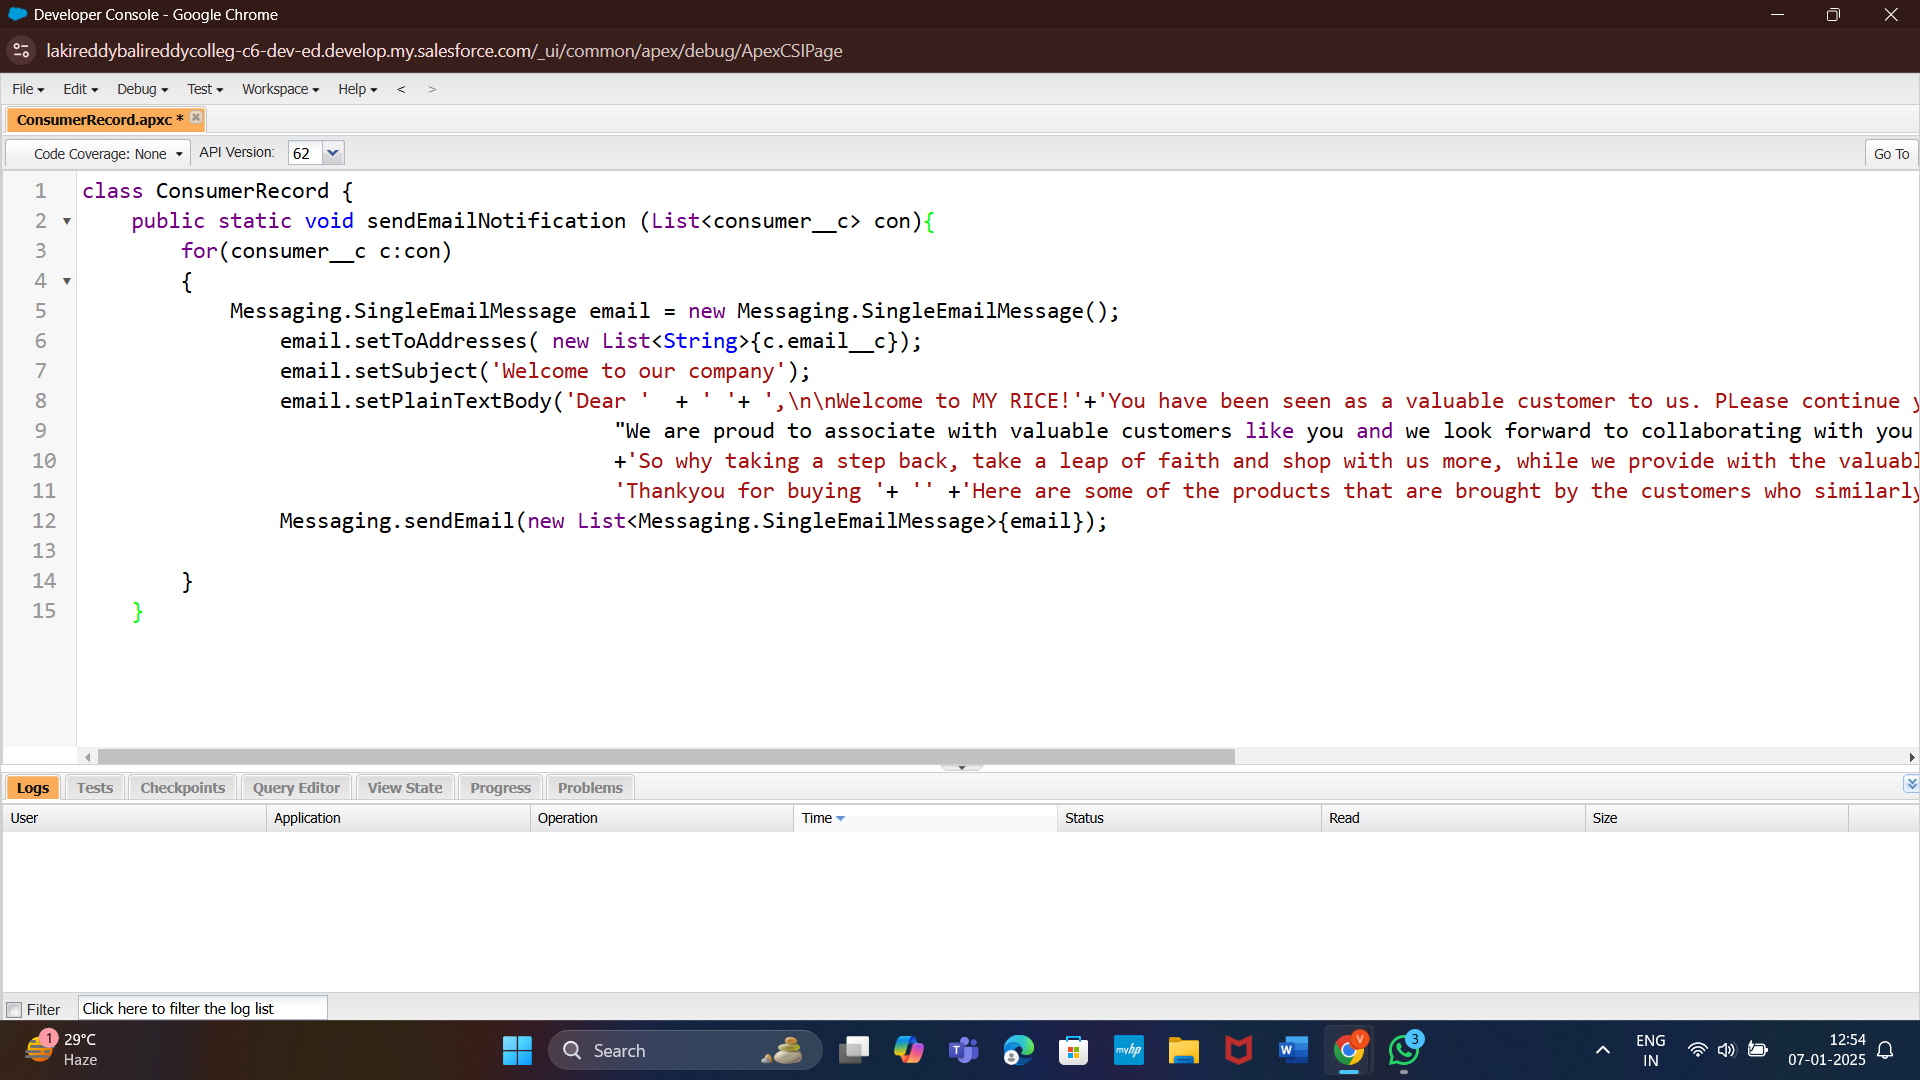 Developer Console - Google Chrome
lakireddybalireddycolleg-c6-dev-ed.develop.my.salesforce.com/_ui/common/apex/debug/ApexCSIPage
File Edit Debug Test Workspace Help < >
ConsumerRecord.apxc *
Code Coverage: None API Version: 62 Go To
1 class ConsumerRecord {
2 public static void sendEmailNotification (List<consumer__c> con){
3 for(consumer__c c:con)
4 {
5 Messaging.SingleEmailMessage email = new Messaging.SingleEmailMessage();
6 email.setToAddresses( new List<String>{c.email__c});
7 email.setSubject('Welcome to our company');
8 email.setPlainTextBody('Dear '  + ' '+ ',\n\nWelcome to MY RICE!'+'You have been seen as a valuable customer to us. PLease continue
9 "We are proud to associate with valuable customers like you and we look forward to collaborating with you
10 +'So why taking a step back, take a leap of faith and shop with us more, while we provide with the
11 'Thankyou for buying '+ '' +'Here are some of the products that are brought by the customers who similarly
12 Messaging.sendEmail(new List<Messaging.SingleEmailMessage>{email});
13
14 }
15 }
Logs Tests Checkpoints Query Editor View State Progress Problems
User Application Operation Time Status Read Size
Filter Click here to filter the log list
1 29°C
Haze
Search
myhp
V
3
ENG
IN
12:54
07-01-2025